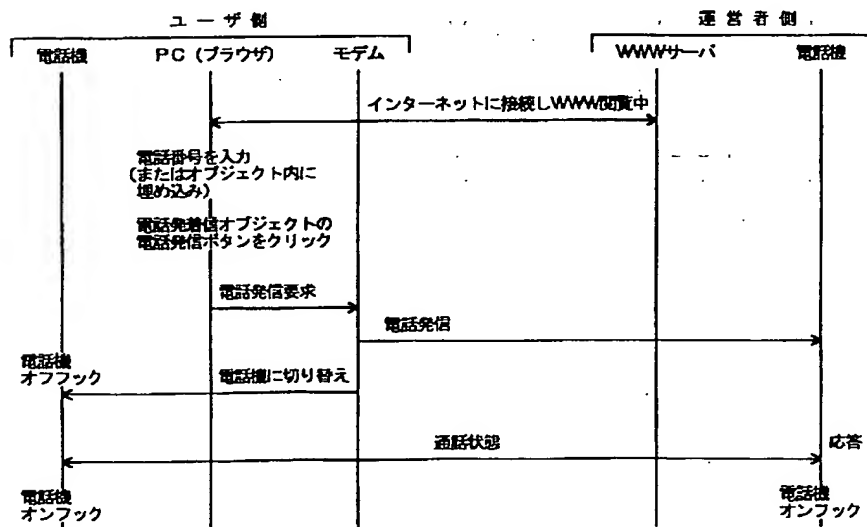 ユーザ側
運営者側
電話機
PC (ブラウザ)
モデム
WWWサーバ
電話機
インターネットに接続しWWW閲覧中
電話番号を入力
(またはオブジェクト内に
埋め込み)
電話発着信オブジェクトの
電話発信ボタンをクリック
電話発信要求
電話発信
電話機
オフフック
電話機に切り替え
通話状態
応答
電話機
オンフック
電話機
オンフック